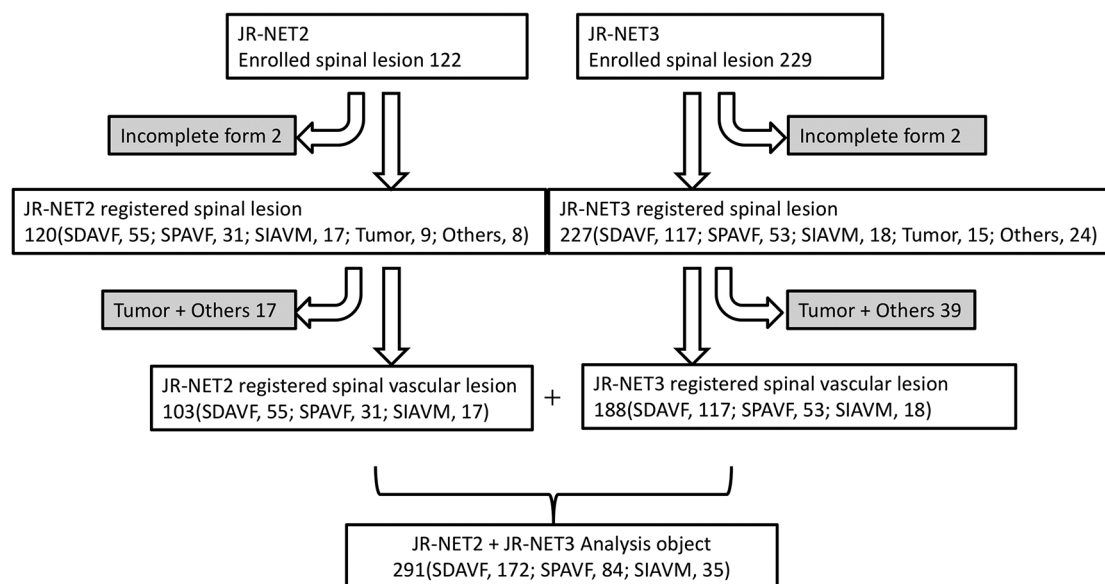 JR-NET2
Enrolled spinal lesion 122
JR-NET3
Enrolled spinal lesion 229
Incomplete form 2
Incomplete form 2
JR-NET2 registered spinal lesion
120(SDAVF, 55; SPAVF, 31; SIAVM, 17; Tumor, 9; Others, 8)
JR-NET3 registered spinal lesion
227(SDAVF, 117; SPAVF, 53; SIAVM, 18; Tumor, 15; Others, 24)
Tumor + Others 17
Tumor + Others 39
JR-NET2 registered spinal vascular lesion
103(SDAVF, 55; SPAVF, 31; SIAVM, 17)
+
JR-NET3 registered spinal vascular lesion
188(SDAVF, 117; SPAVF, 53; SIAVM, 18)
JR-NET2 + JR-NET3 Analysis object
291(SDAVF, 172; SPAVF, 84; SIAVM, 35)